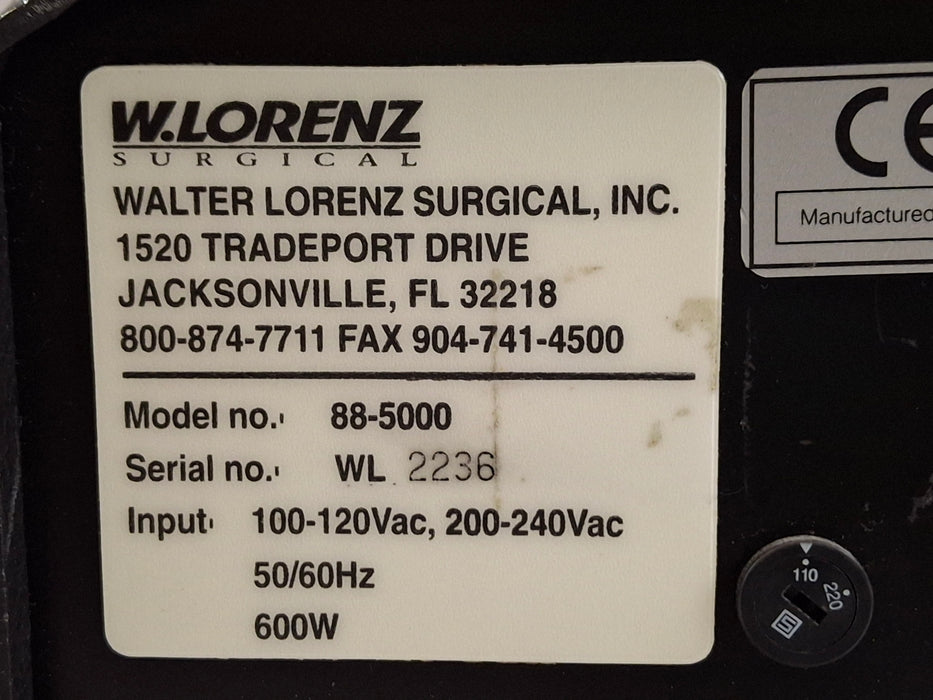 W.LORENZ
SURGICAL
WALTER LORENZ SURGICAL, INC.
1520 TRADEPORT DRIVE
JACKSONVILLE, FL 32218
800-874-7711 FAX 904-741-4500
Model no.: 88-5000
Serial no.: WL 2236
Input: 100-120Vac, 200-240Vac
50/60Hz
600W
CE
Manufactured
110
220